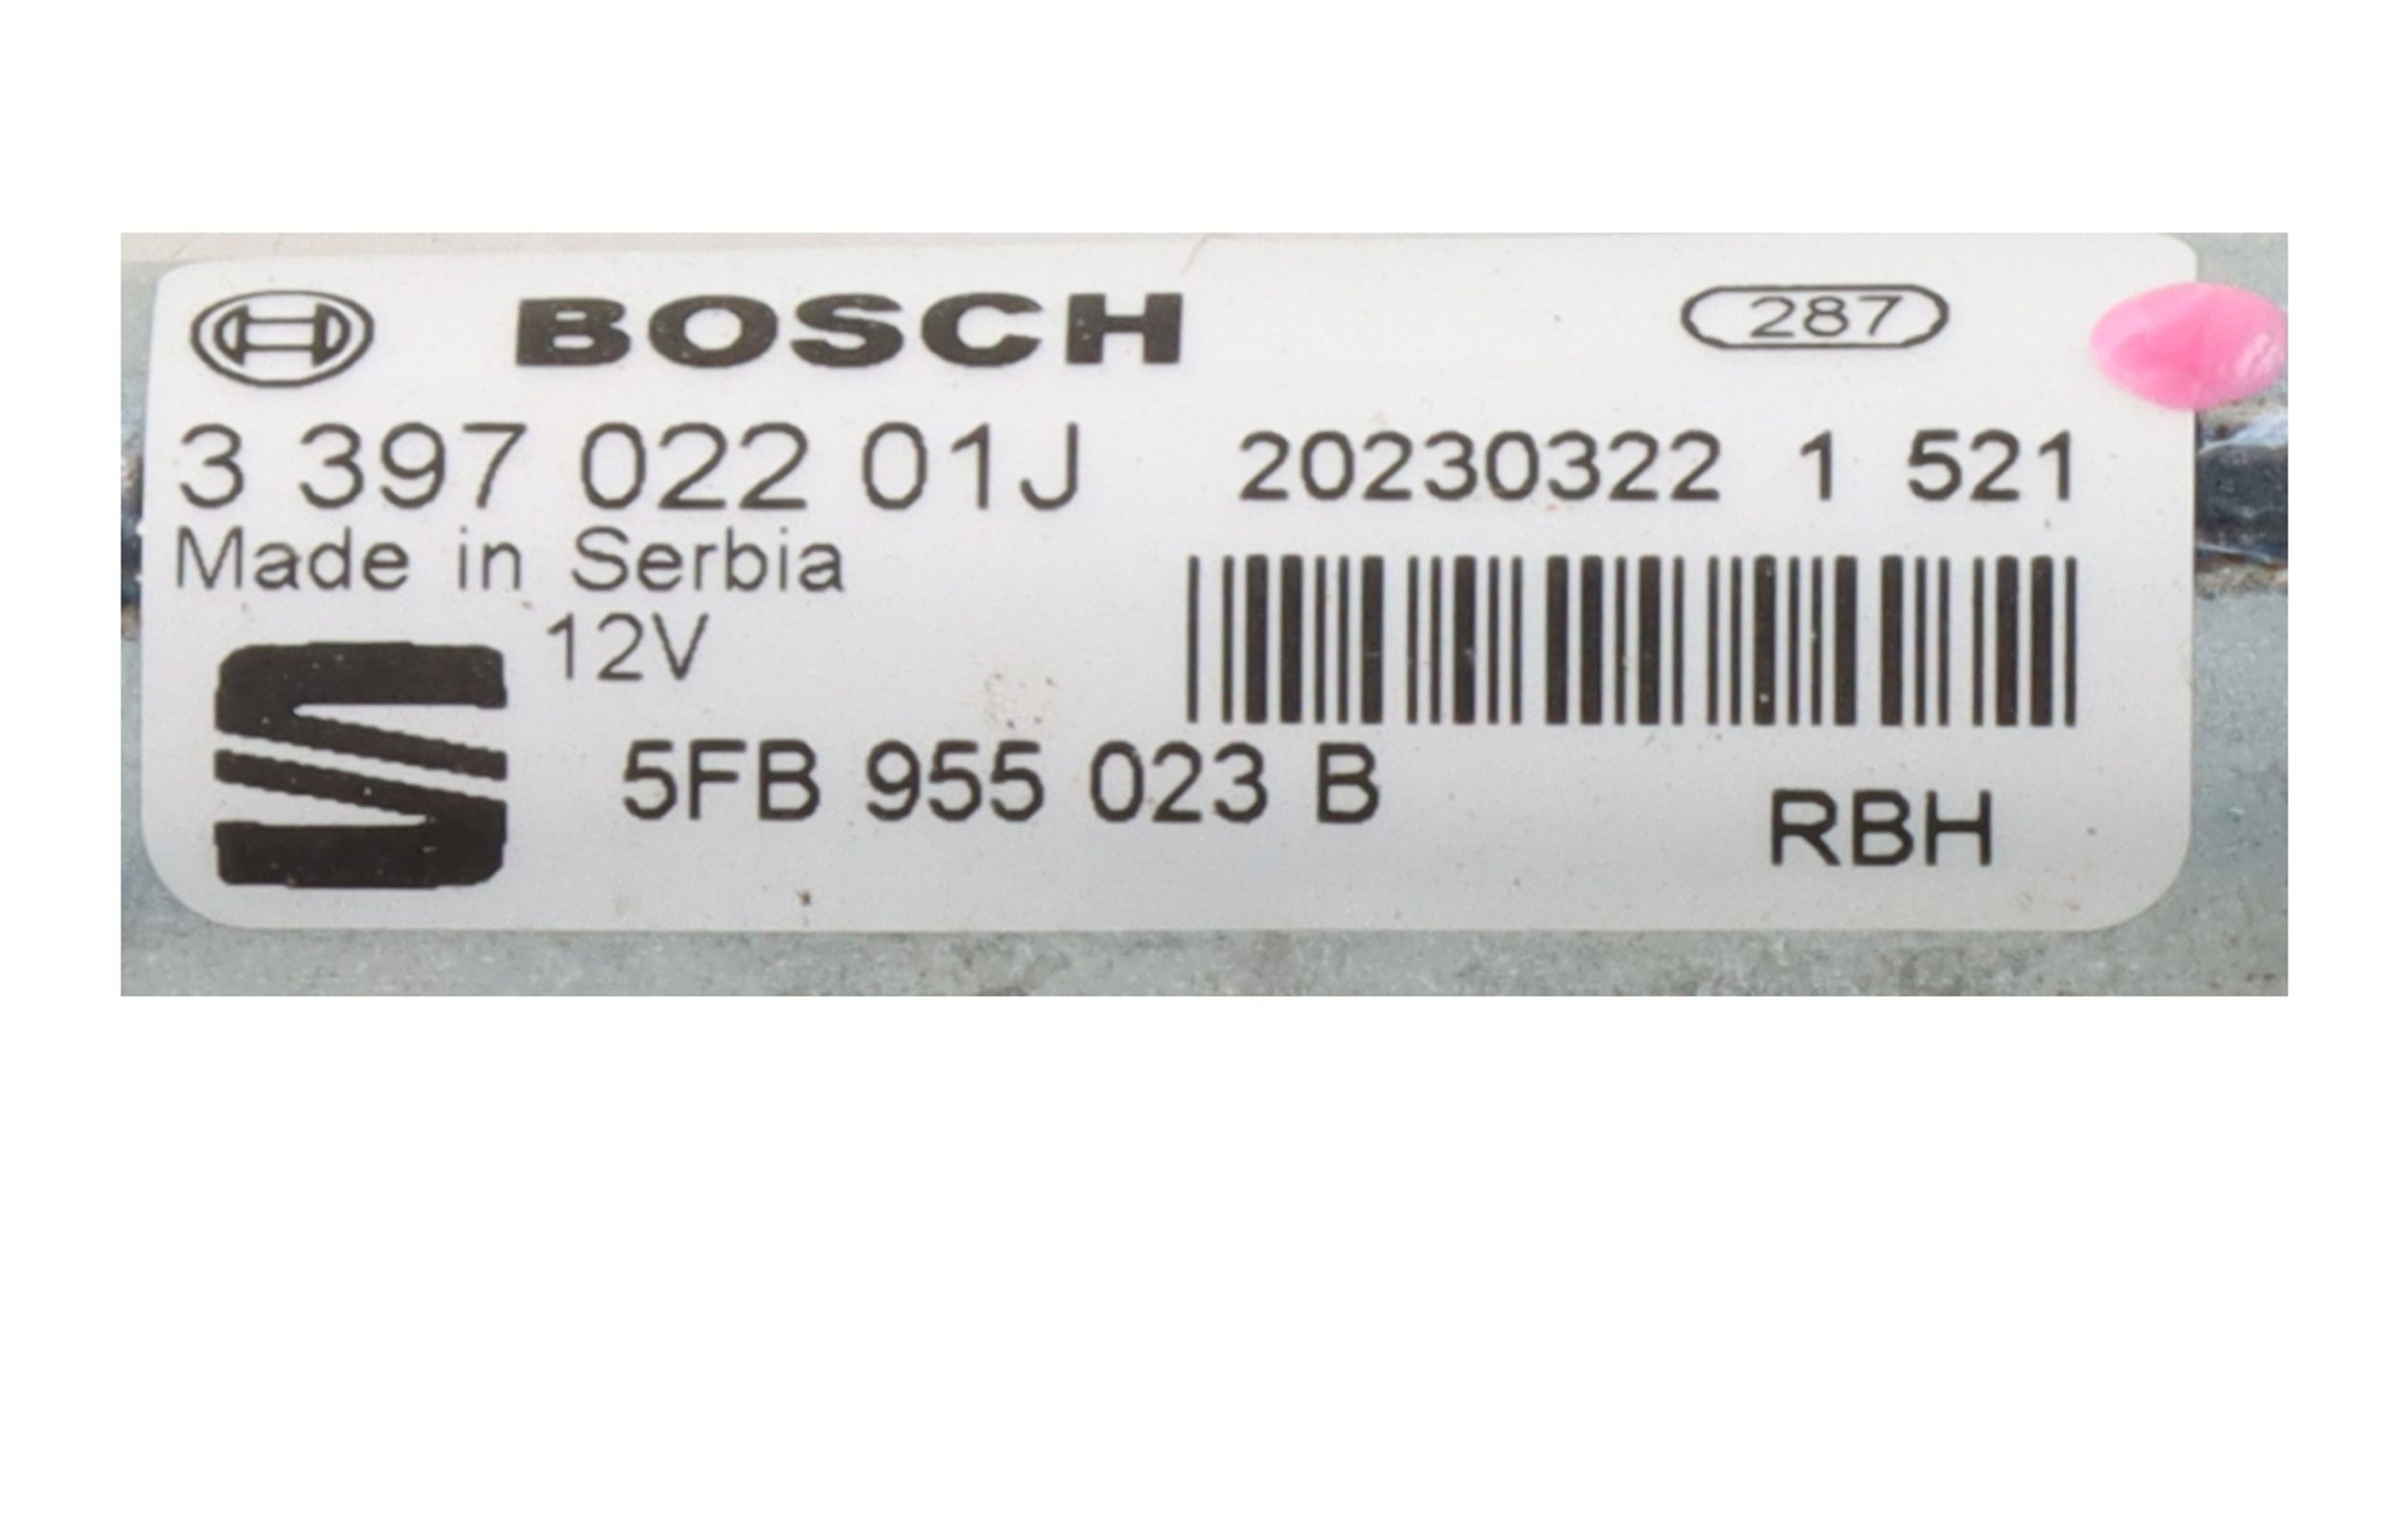 BOSCH 287
3 397 022 01J 20230322 1 521
Made in Serbia
12V
5FB 955 023 B
RBH